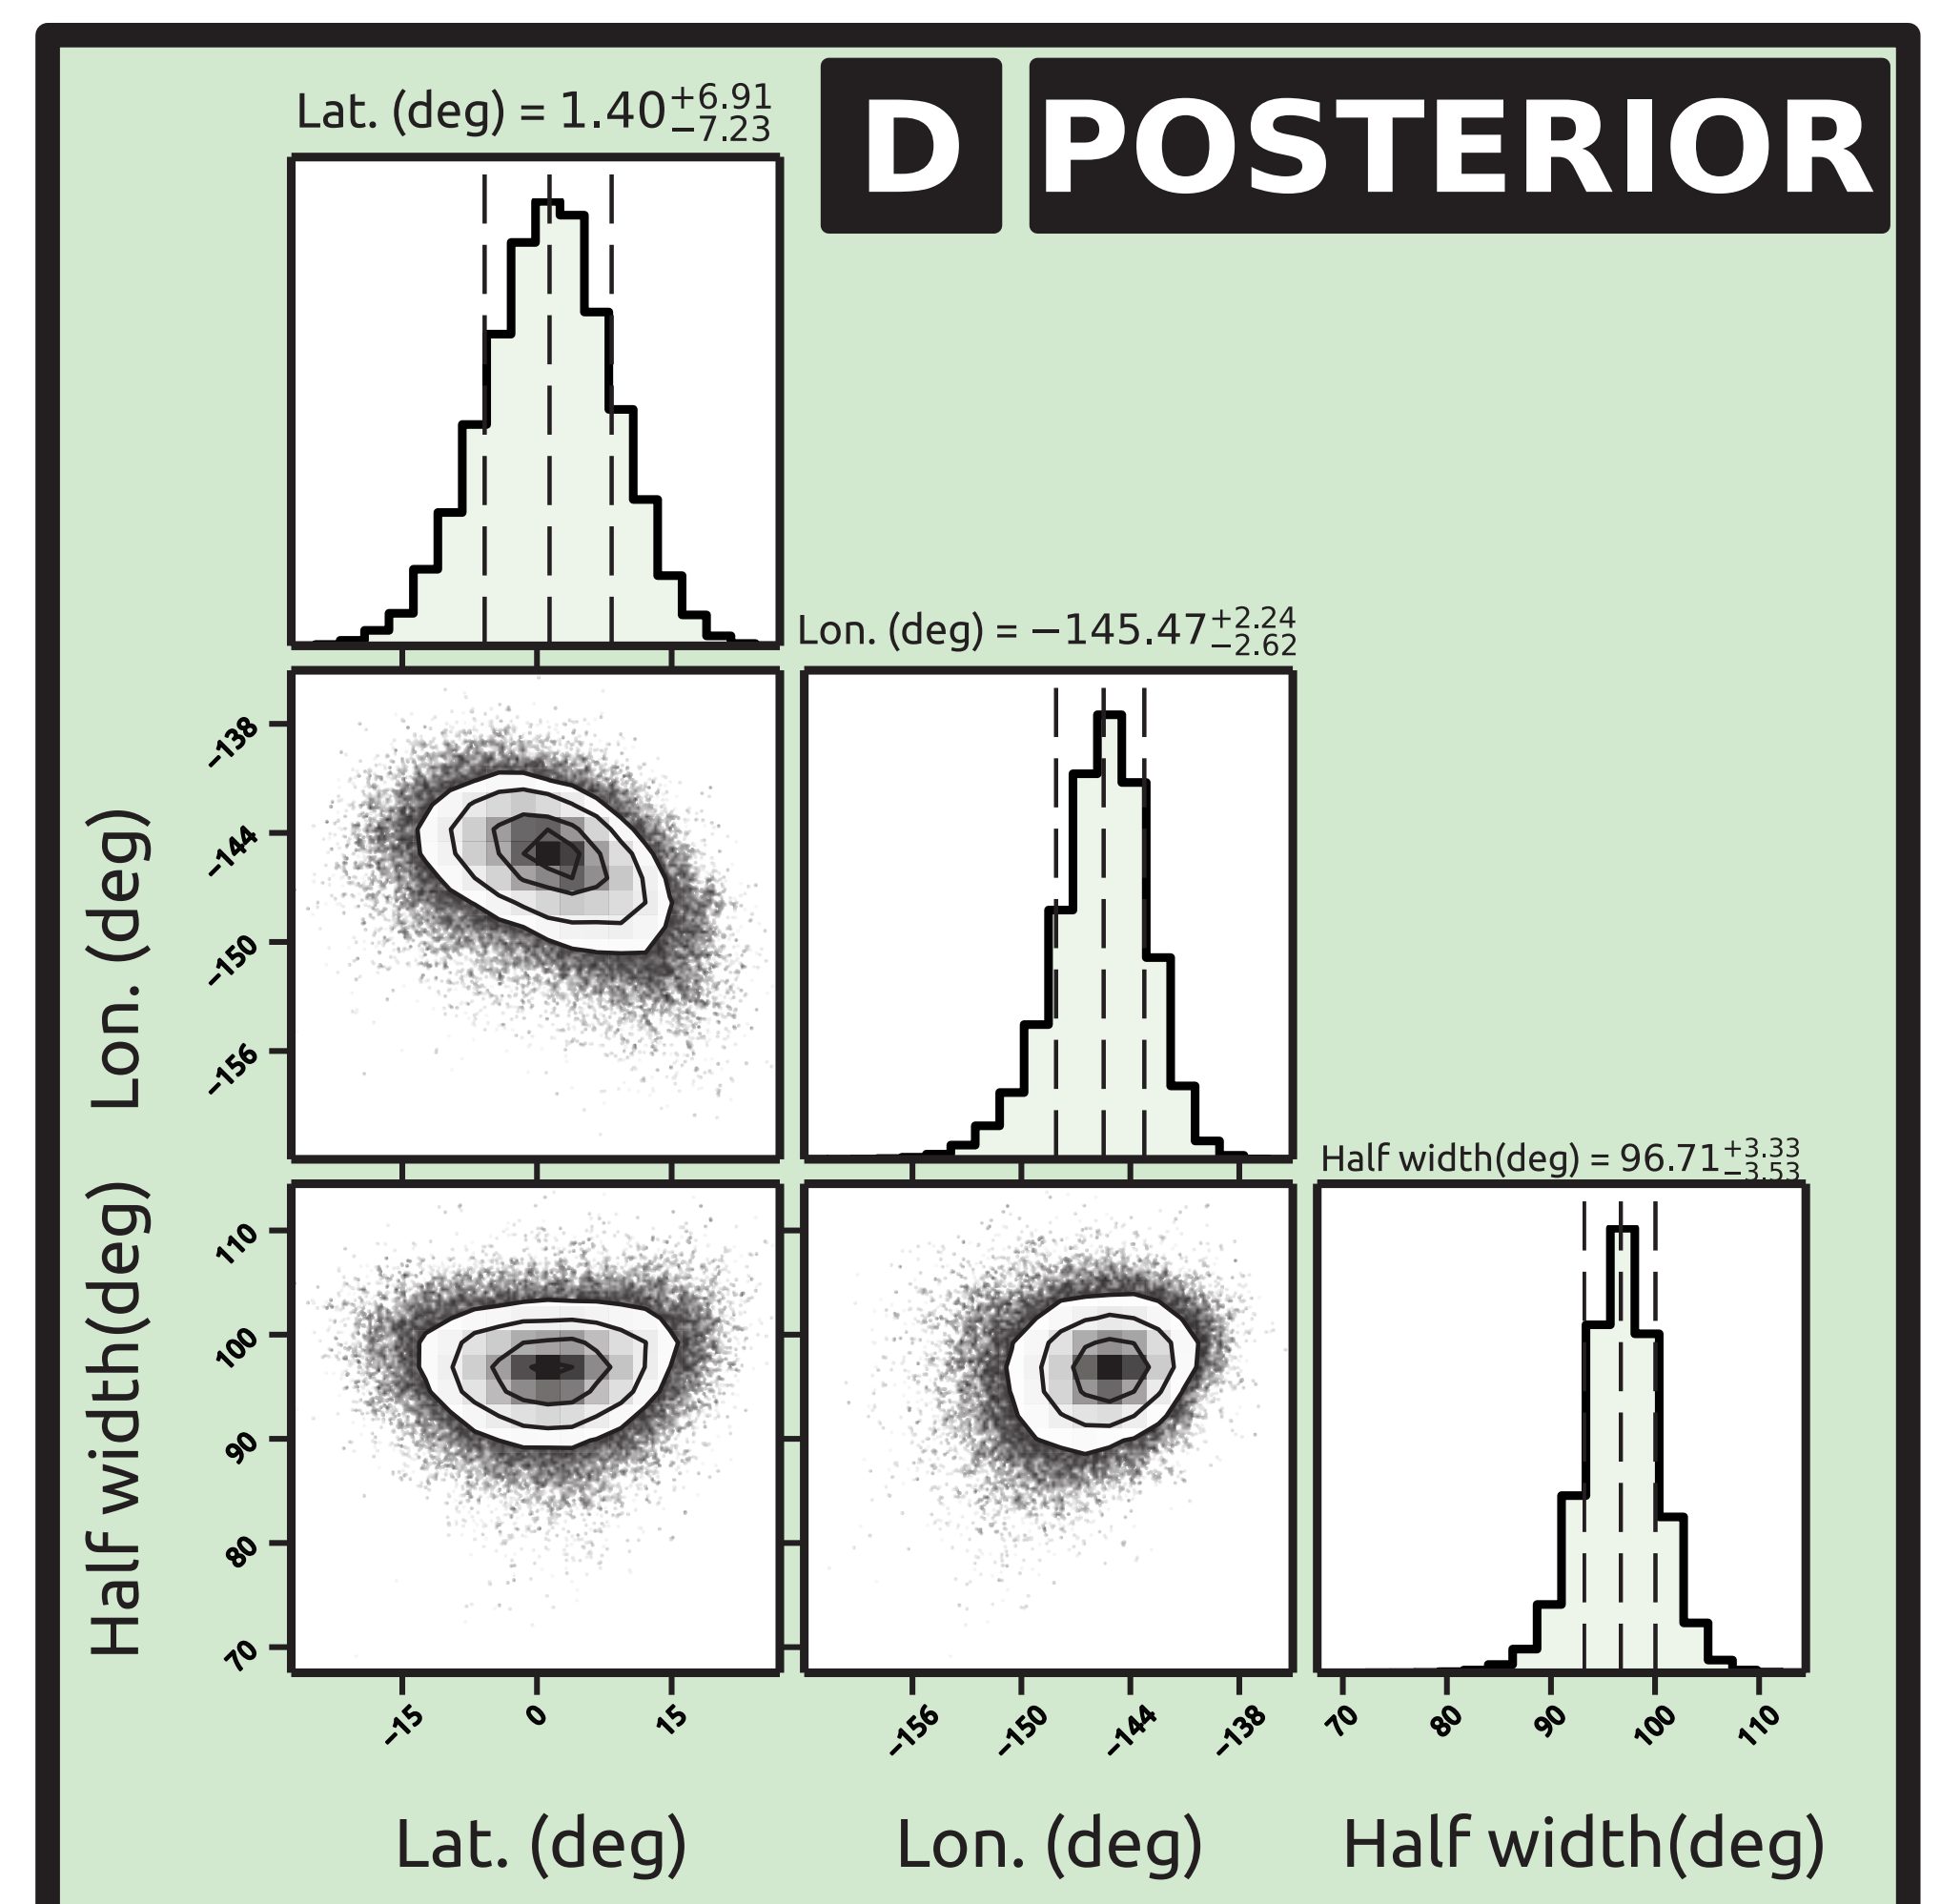 D POSTERIOR
Lat. (deg) = 1.40+6.91
−7.23
Lon. (deg) = −145.47+2.24
−2.62
Half width(deg) = 96.71+3.33
−3.53
Lon. (deg)
−138
−144
−150
−156
Half width(deg)
110
100
90
80
70
−15 0 15
−156 −150 −144 −138
70 80 90 100 110
Lat. (deg) Lon. (deg) Half width(deg)